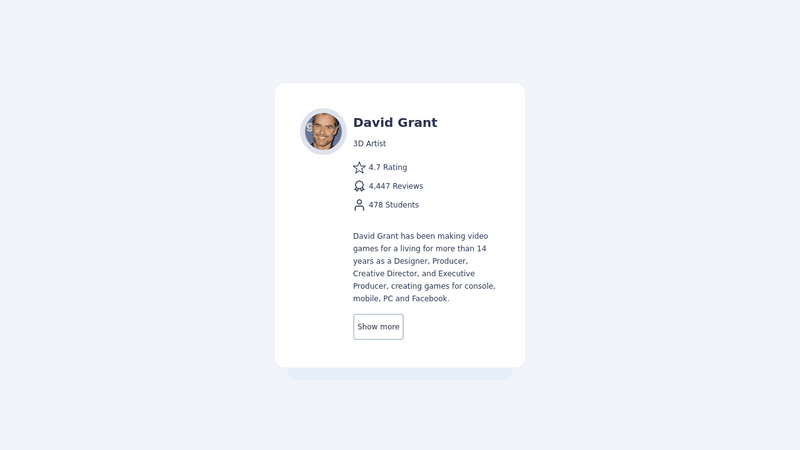 David Grant
3D Artist
4.7 Rating
4,447 Reviews
478 Students
David Grant has been making video
games for a living for more than 14
years as a Designer, Producer,
Creative Director, and Executive
Producer, creating games for console,
mobile, PC and Facebook.
Show more